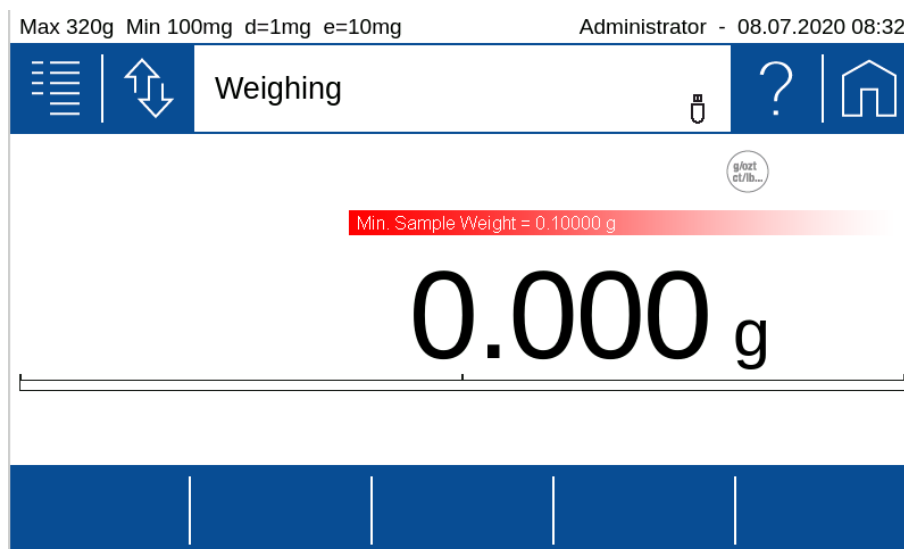 Max 320g Min 100mg d=1mg e=10mg Administrator - 08.07.2020 08:32
Weighing
?
g/ozt
ct/lb...
Min. Sample Weight = 0.10000 g
0.000 g